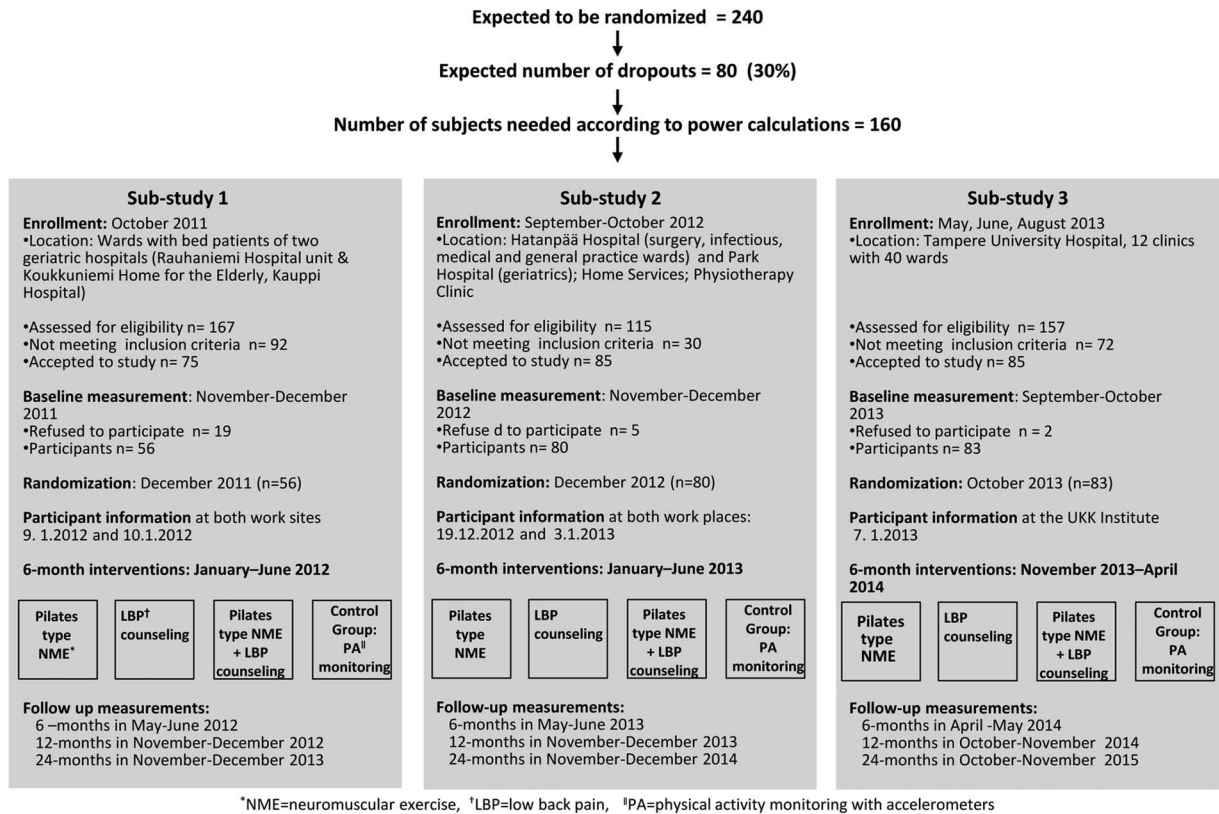 Expected to be randomized = 240
Expected number of dropouts = 80 (30%)
Number of subjects needed according to power calculations = 160
Sub-study 1
Enrollment: October 2011
•Location: Wards with bed patients of two
geriatric hospitals (Rauhaniemi Hospital unit &
Koukkuniemi Home for the Elderly, Kauppi
Hospital)
•Assessed for eligibility n= 167
•Not meeting inclusion criteria n= 92
•Accepted to study n= 75
Baseline measurement: November-December
2011
•Refused to participate n= 19
•Participants n= 56
Randomization: December 2011 (n=56)
Participant information at both work sites
9. 1.2012 and 10.1.2012
6-month interventions: January–June 2012
Pilates
type
NME*
LBP†
counseling
Pilates
type NME
+ LBP
counseling
Control
Group:
PA‖
monitoring
Follow up measurements:
6 –months in May-June 2012
12-months in November-December 2012
24-months in November-December 2013
Sub-study 2
Enrollment: September-October 2012
•Location: Hatanpää Hospital (surgery, infectious,
medical and general practice wards) and Park
Hospital (geriatrics); Home Services; Physiotherapy
Clinic
•Assessed for eligibility n= 115
•Not meeting inclusion criteria n= 30
•Accepted to study n= 85
Baseline measurement: November-December
2012
•Refuse d to participate n= 5
•Participants n= 80
Randomization: December 2012 (n=80)
Participant information at both work places:
19.12.2012 and 3.1.2013
6-month interventions: January–June 2013
Pilates
type
NME
LBP
counseling
Pilates
type NME
+ LBP
counseling
Control
Group:
PA
monitoring
Follow-up measurements:
6-months in May-June 2013
12-months in November-December 2013
24-months in November-December 2014
Sub-study 3
Enrollment: May, June, August 2013
•Location: Tampere University Hospital, 12 clinics
with 40 wards
•Assessed for eligibility n= 157
•Not meeting inclusion criteria n= 72
•Accepted to study n= 85
Baseline measurement: September-October
2013
•Refused to participate n = 2
•Participants n= 83
Randomization: October 2013 (n=83)
Participant information at the UKK Institute
7. 1.2013
6-month interventions: November 2013–April
2014
Pilates
type
NME
LBP
counseling
Pilates
type NME
+ LBP
counseling
Control
Group:
PA
monitoring
Follow-up measurements:
6-months in April -May 2014
12-months in October-November 2014
24-months in October-November 2015
*NME=neuromuscular exercise, †LBP=low back pain, ‖PA=physical activity monitoring with accelerometers